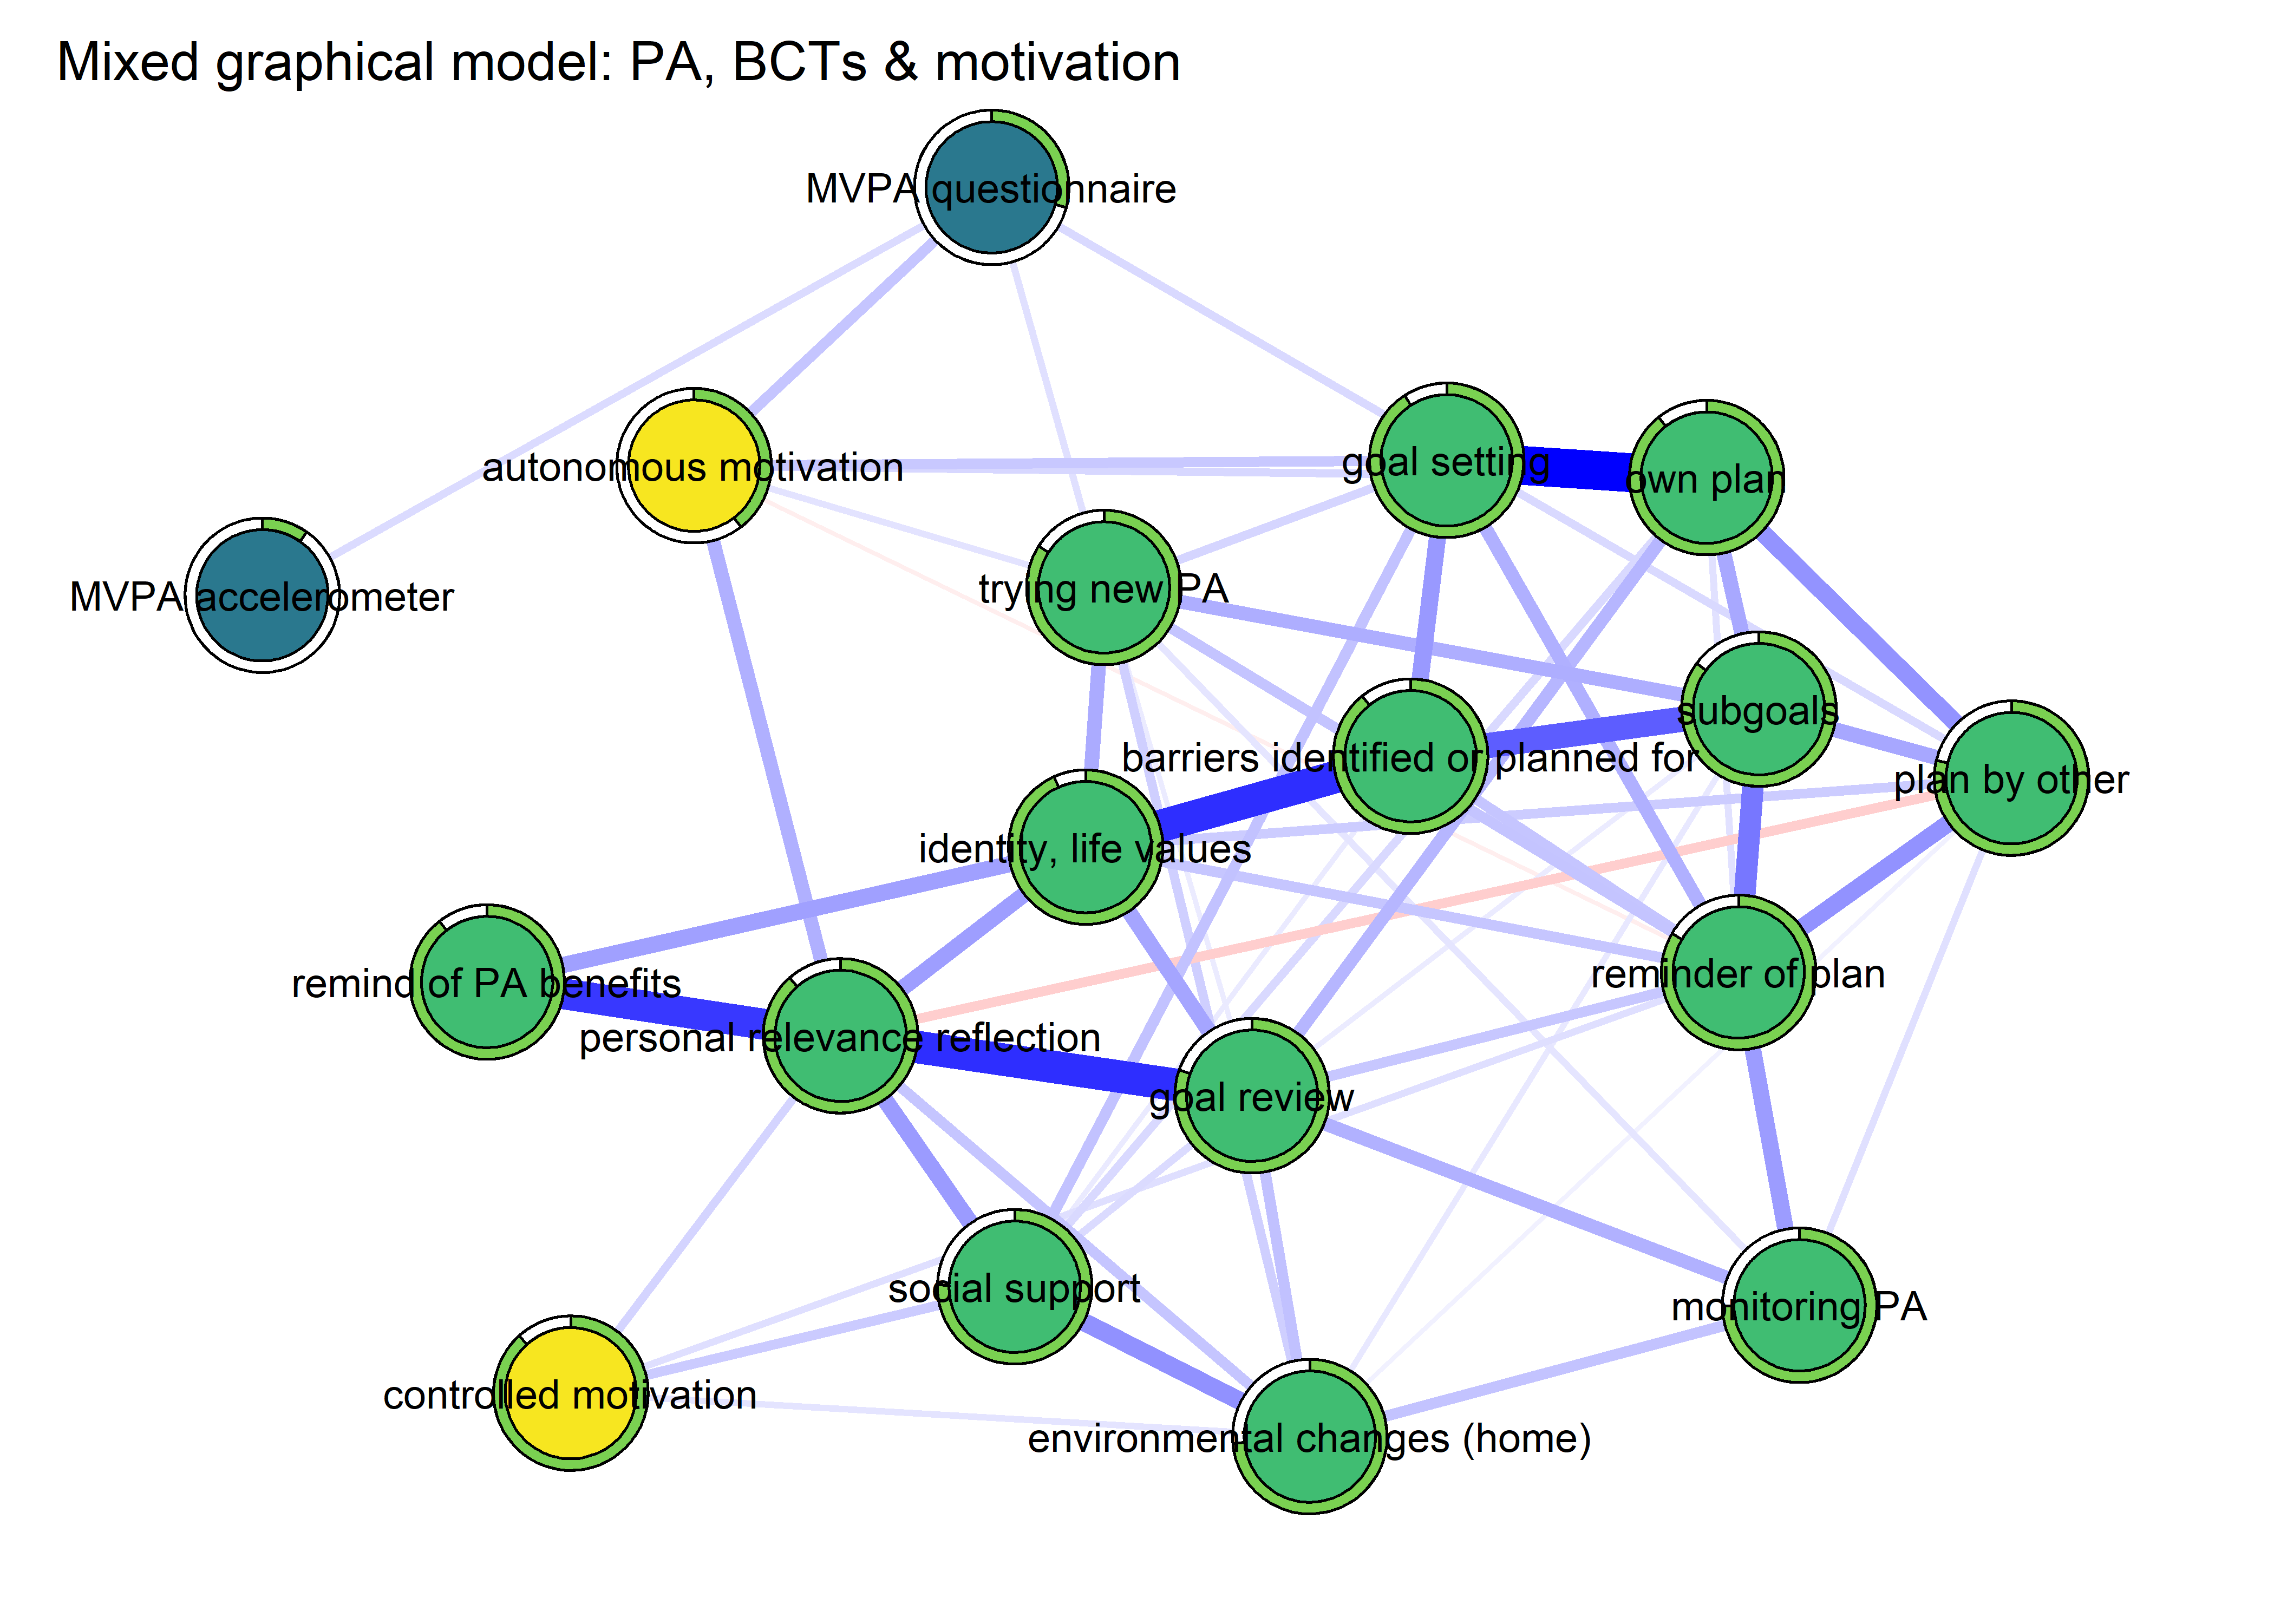 Mixed graphical model: PA, BCTs & motivation
MVPA questionnaire
autonomous motivation
goal setting
own plan
MVPA accelerometer
trying new PA
subgoals
barriers identified or planned for
plan by other
identity, life values
remind of PA benefits
reminder of plan
personal relevance reflection
goal review
social support
monitoring PA
controlled motivation
environmental changes (home)